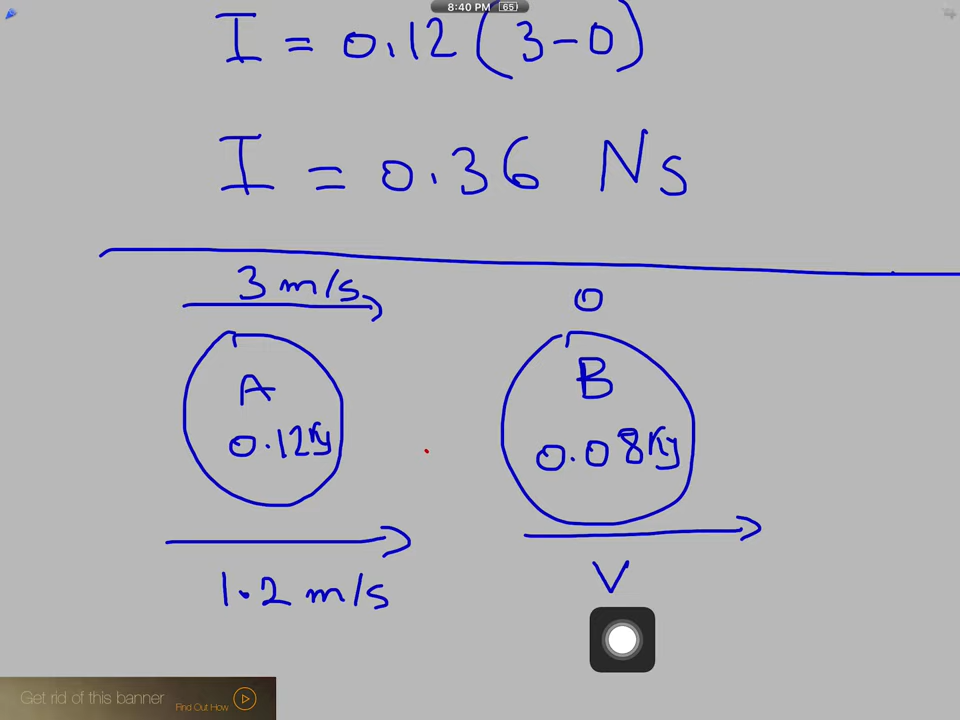 8:40 PM 65
I = 0.12 (3-0)
I = 0.36 Ns
3 m/s
0
A
B
0.12Kg
0.08Kg
1.2 m/s
V
Get rid of this banner
Find Out How